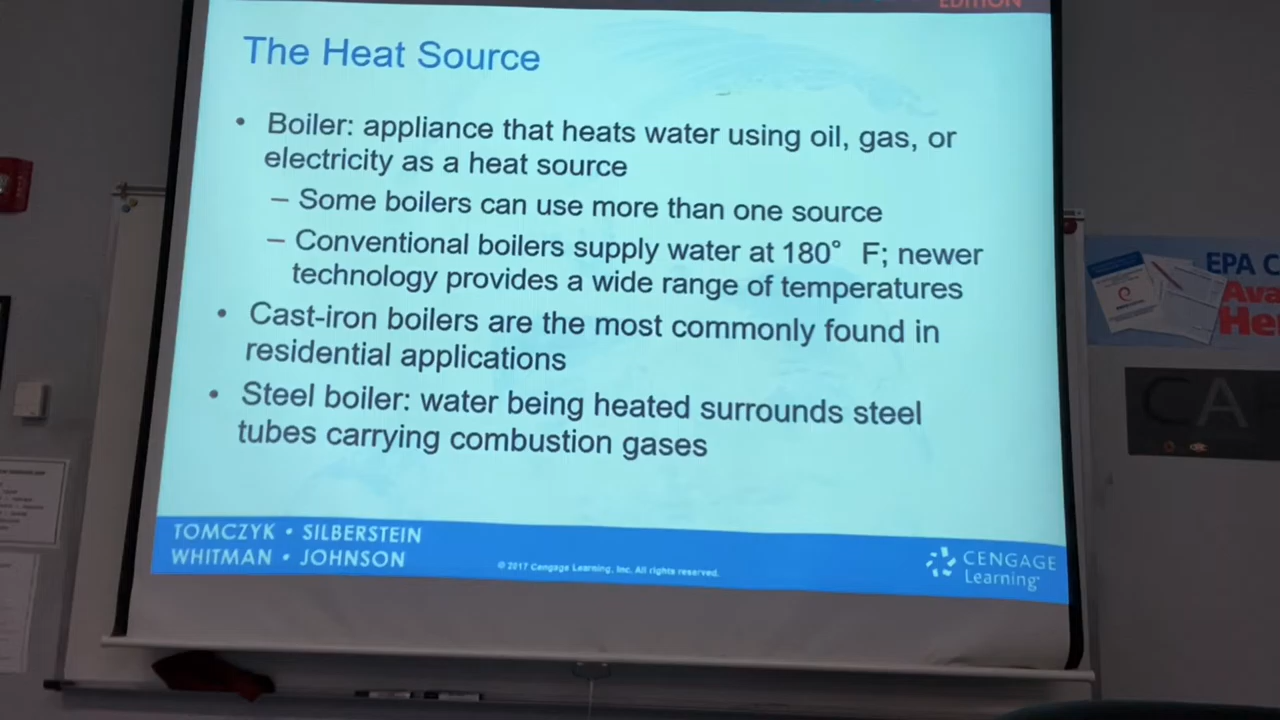 EDITION
The Heat Source
• Boiler: appliance that heats water using oil, gas, or
electricity as a heat source
– Some boilers can use more than one source
– Conventional boilers supply water at 180° F; newer
technology provides a wide range of temperatures
• Cast-iron boilers are the most commonly found in
residential applications
• Steel boiler: water being heated surrounds steel
tubes carrying combustion gases
TOMCZYK • SILBERSTEIN
WHITMAN • JOHNSON
© 2017 Cengage Learning, Inc. All rights reserved.
CENGAGE
Learning
EPA